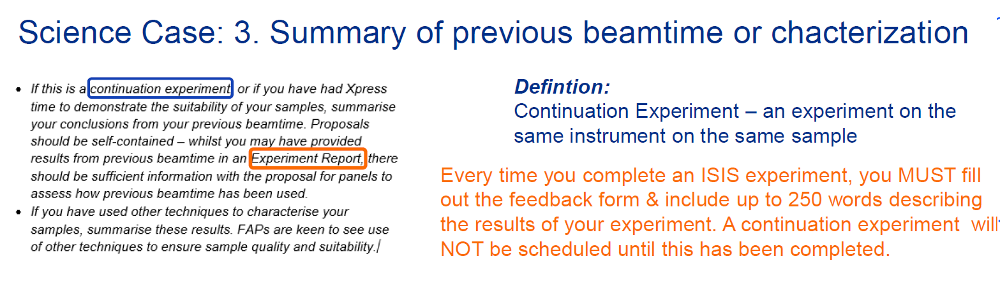 Science Case: 3. Summary of previous beamtime or chacterization
• If this is a continuation experiment, or if you have had Xpress
time to demonstrate the suitability of your samples, summarise
your conclusions from your previous beamtime. Proposals
should be self-contained – whilst you may have provided
results from previous beamtime in an Experiment Report, there
should be sufficient information with the proposal for panels to
assess how previous beamtime has been used.
• If you have used other techniques to characterise your
samples, summarise these results. FAPs are keen to see use
of other techniques to ensure sample quality and suitability.
Defintion:
Continuation Experiment – an experiment on the
same instrument on the same sample
Every time you complete an ISIS experiment, you MUST fill
out the feedback form & include up to 250 words describing
the results of your experiment. A continuation experiment will
NOT be scheduled until this has been completed.